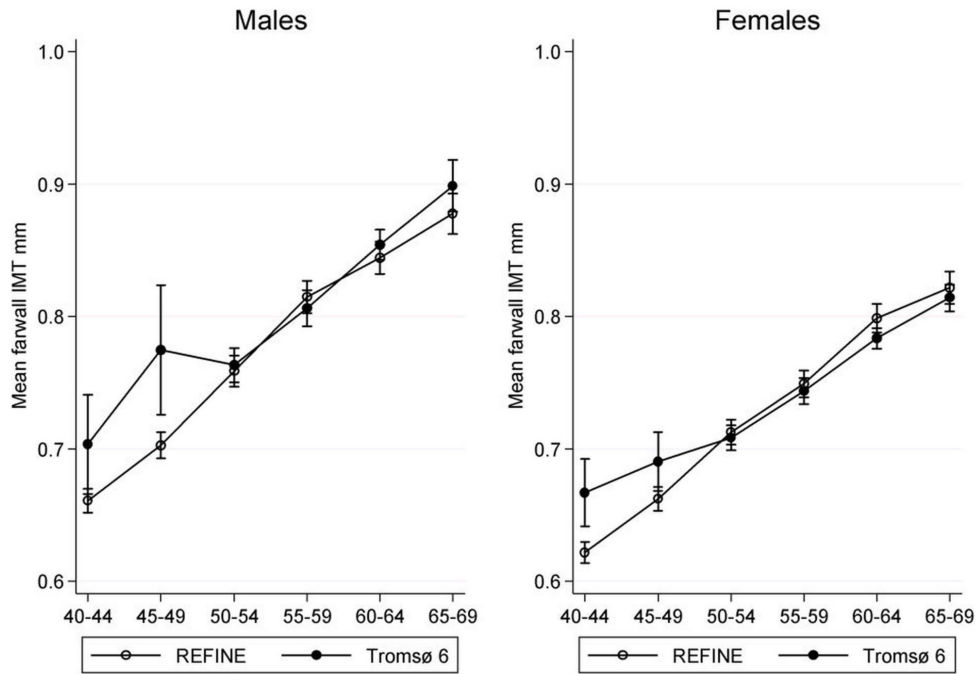 Males
Mean farwall IMT mm
1.0
0.9
0.8
0.7
0.6
40-44 45-49 50-54 55-59 60-64 65-69
REFINE Tromsø 6
Females
Mean farwall IMT mm
1.0
0.9
0.8
0.7
0.6
40-44 45-49 50-54 55-59 60-64 65-69
REFINE Tromsø 6